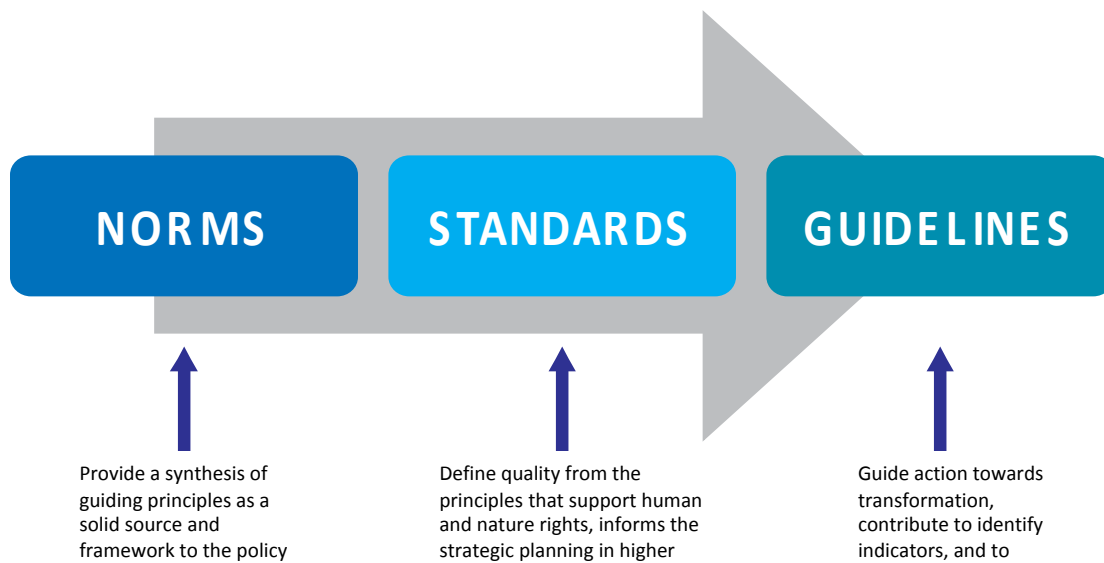 NORMS
STANDARDS
GUIDELINES
Provide a synthesis of
guiding principles as a
solid source and
framework to the policy
Define quality from the
principles that support human
and nature rights, informs the
strategic planning in higher
Guide action towards
transformation,
contribute to identify
indicators, and to